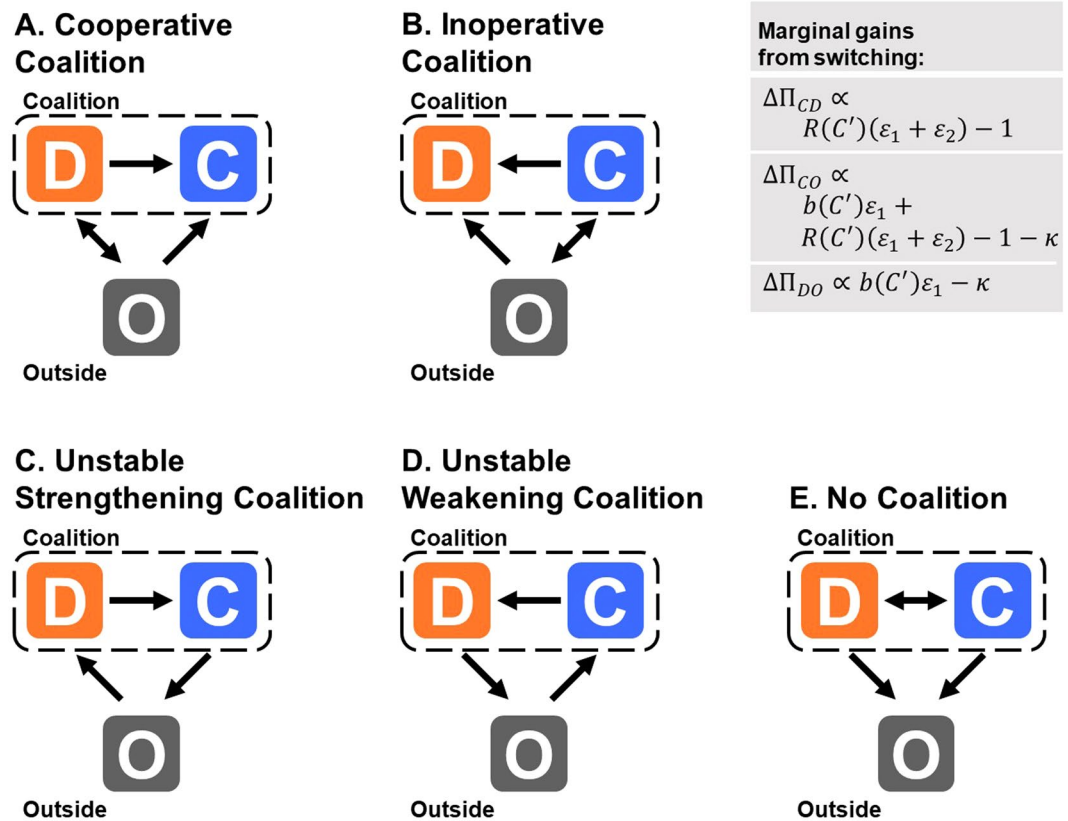 A. Cooperative
Coalition
Coalition
D
C
O
Outside
B. Inoperative
Coalition
Coalition
D
C
O
Outside
Marginal gains
from switching:
ΔΠ_CD ∝
R(C′)(ε₁ + ε₂) − 1
ΔΠ_CO ∝
b(C′)ε₁ +
R(C′)(ε₁ + ε₂) − 1 − κ
ΔΠ_DO ∝ b(C′)ε₁ − κ
C. Unstable
Strengthening Coalition
Coalition
D
C
O
Outside
D. Unstable
Weakening Coalition
Coalition
D
C
O
Outside
E. No Coalition
Coalition
D
C
O
Outside